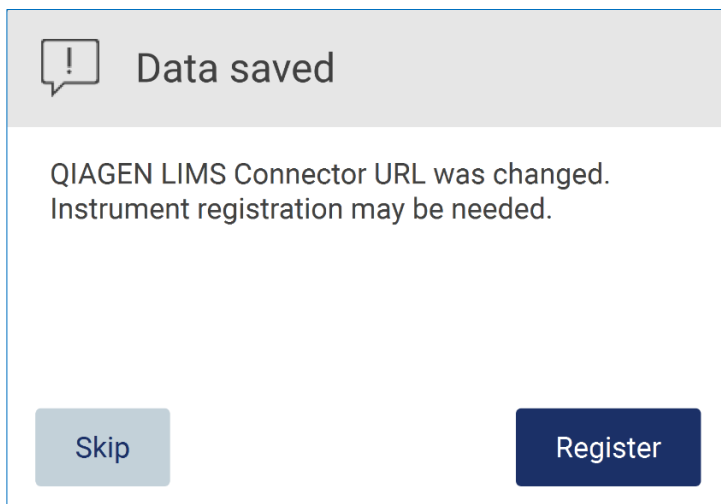 Data saved
QIAGEN LIMS Connector URL was changed.
Instrument registration may be needed.
Skip
Register